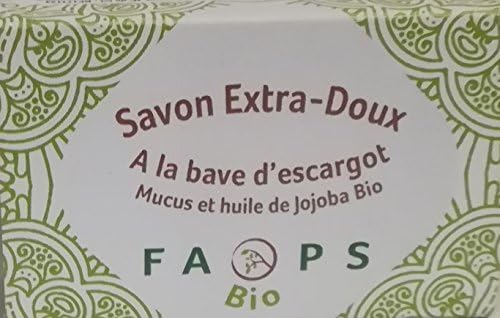 Savon Extra-Doux
A la bave d'escargot
Mucus et huile de Jojoba Bio
FA PS
Bio